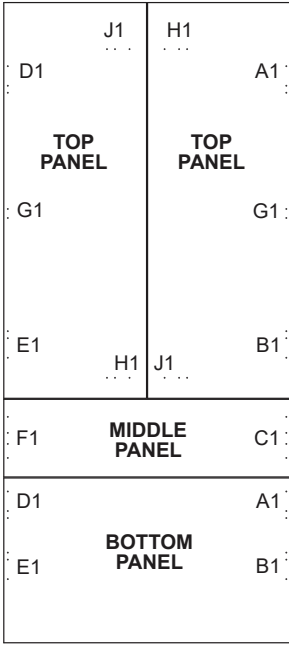 J1 H1
D1 A1
TOP PANEL TOP PANEL
G1 G1
E1 B1
H1 J1
F1 MIDDLE PANEL C1
D1 A1
BOTTOM PANEL
E1 B1